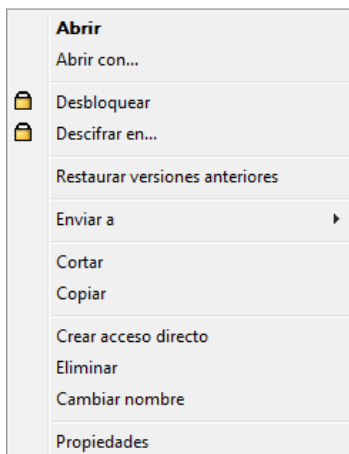 Abrir
Abrir con...
Desbloquear
Descifrar en...
Restaurar versiones anteriores
Enviar a
Cortar
Copiar
Crear acceso directo
Eliminar
Cambiar nombre
Propiedades